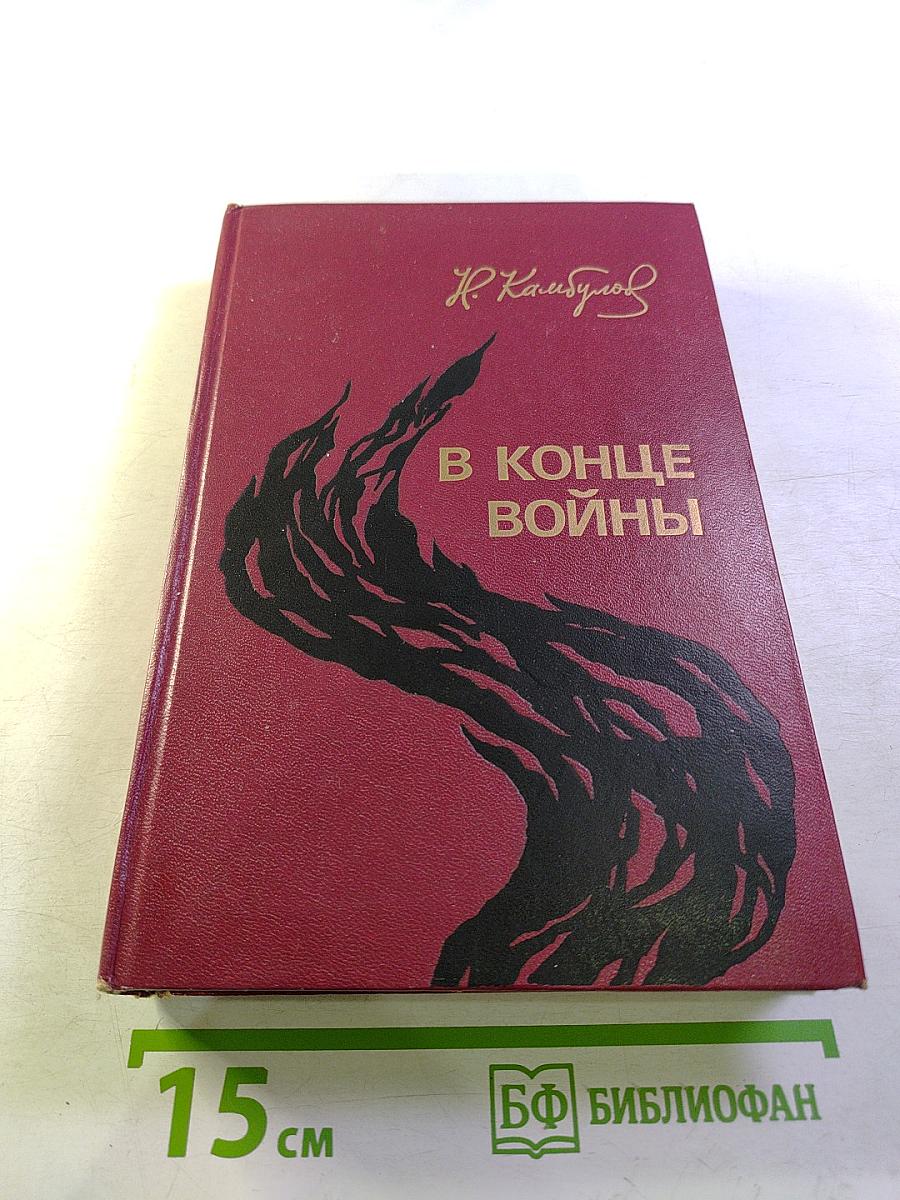 Н. Камбулов
В КОНЦЕ
ВОЙНЫ
15 см
БФ БИБЛИОФАН